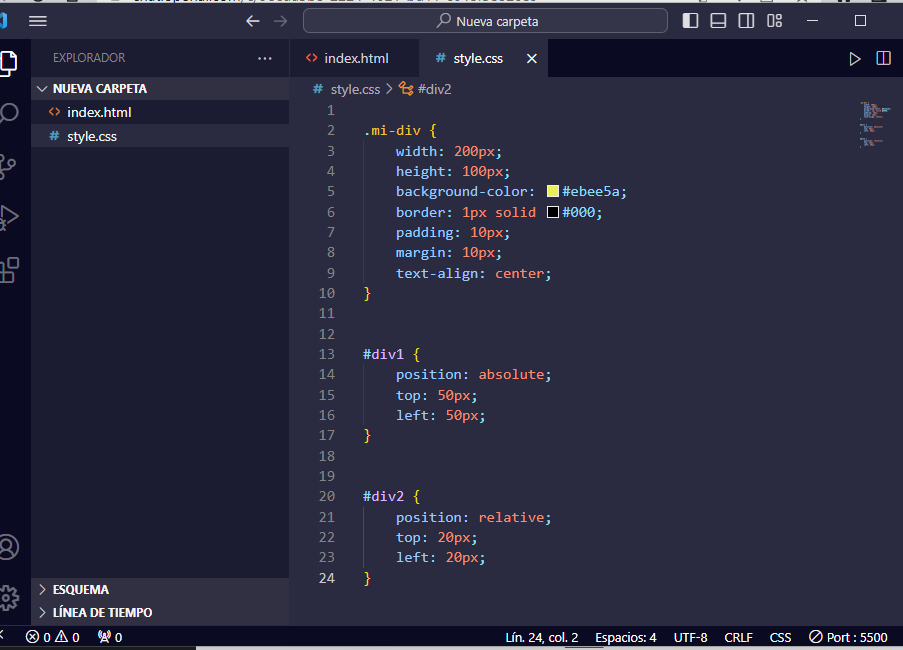 Nueva carpeta
EXPLORADOR
index.html
# style.css
NUEVA CARPETA
index.html
# style.css
# style.css > #div2
1
2 .mi-div {
3 width: 200px;
4 height: 100px;
5 background-color: #ebee5a;
6 border: 1px solid #000;
7 padding: 10px;
8 margin: 10px;
9 text-align: center;
10 }
11
12
13 #div1 {
14 position: absolute;
15 top: 50px;
16 left: 50px;
17 }
18
19
20 #div2 {
21 position: relative;
22 top: 20px;
23 left: 20px;
24 }
ESQUEMA
LÍNEA DE TIEMPO
0 0 0 Lín. 24, col. 2 Espacios: 4 UTF-8 CRLF CSS Port : 5500